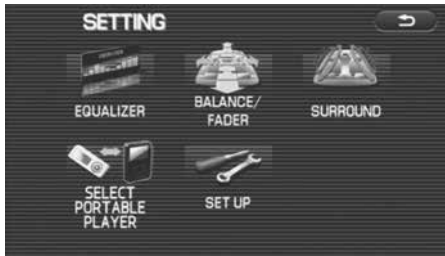 SETTING
EQUALIZER
BALANCE/
FADER
SURROUND
SELECT
PORTABLE
PLAYER
SET UP